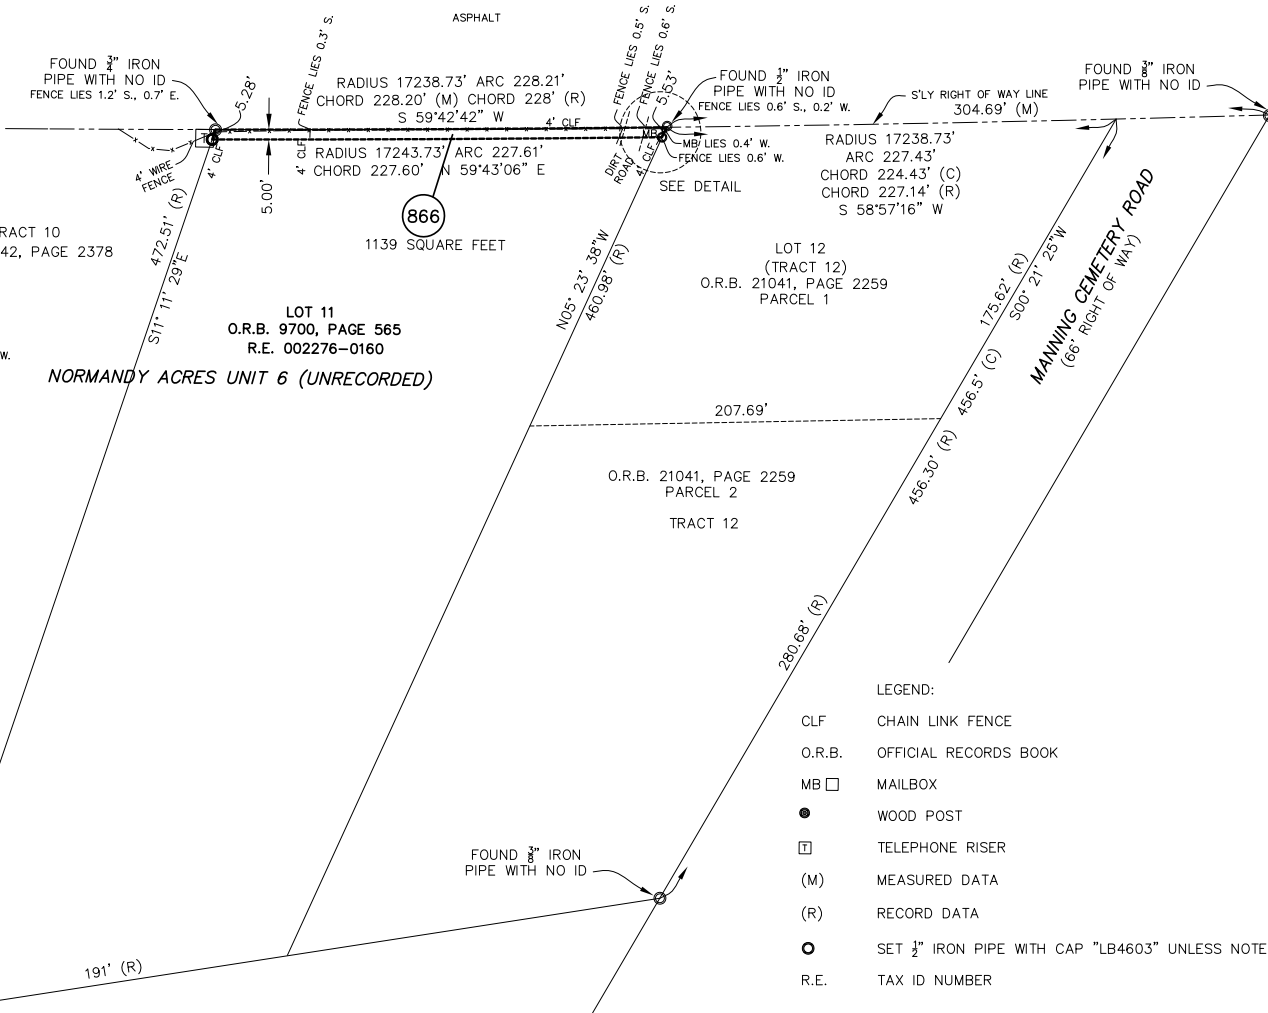 ASPHALT
FOUND 3/4" IRON
PIPE WITH NO ID
FENCE LIES 1.2' S., 0.7' E.
5.28'
FENCE LIES 0.3' S.
RADIUS 17238.73' ARC 228.21'
CHORD 228.20' (M) CHORD 228' (R)
S 59°42'42" W
4' CLF
FENCE LIES 0.5' S.
FENCE LIES 0.6' S.
5.53'
FOUND 1/2" IRON
PIPE WITH NO ID
FENCE LIES 0.6' S., 0.2' W.
S'LY RIGHT OF WAY LINE
304.69' (M)
FOUND 3/8" IRON
PIPE WITH NO ID
4' WIRE
FENCE
4' CLF
5.00'
4' CLF
RADIUS 17243.73' ARC 227.61'
CHORD 227.60' N 59°43'06" E
DIRT
ROAD
4' CLF
MB
MB LIES 0.4' W.
FENCE LIES 0.6' W.
SEE DETAIL
RADIUS 17238.73'
ARC 227.43'
CHORD 224.43' (C)
CHORD 227.14' (R)
S 58°57'16" W
866
1139 SQUARE FEET
RACT 10
42, PAGE 2378
472.51' (R)
S11° 11' 29"E
LOT 11
O.R.B. 9700, PAGE 565
R.E. 002276-0160
W.
NORMANDY ACRES UNIT 6 (UNRECORDED)
N05° 23' 38"W
460.98' (R)
LOT 12
(TRACT 12)
O.R.B. 21041, PAGE 2259
PARCEL 1
175.62' (R)
S00° 21' 25"W
MANNING CEMETERY ROAD
(66' RIGHT OF WAY)
456.5' (C)
456.30' (R)
207.69'
O.R.B. 21041, PAGE 2259
PARCEL 2
TRACT 12
280.68' (R)
FOUND 3/8" IRON
PIPE WITH NO ID
191' (R)
LEGEND:
CLF CHAIN LINK FENCE
O.R.B. OFFICIAL RECORDS BOOK
MB MAILBOX
WOOD POST
T TELEPHONE RISER
(M) MEASURED DATA
(R) RECORD DATA
SET 1/2" IRON PIPE WITH CAP "LB4603" UNLESS NOTE
R.E. TAX ID NUMBER